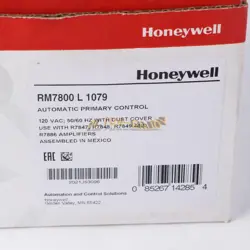 Honeywell
Honeywell
RM7800 L 1079
AUTOMATIC PRIMARY CONTROL
120 VAC, 50/60 HZ WITH DUST COVER
USE WITH R7847, R7848, R7849 AND
R7886 AMPLIFIERS
ASSEMBLED IN MEXICO
0 85267 14285 4
Automation and Control Solutions